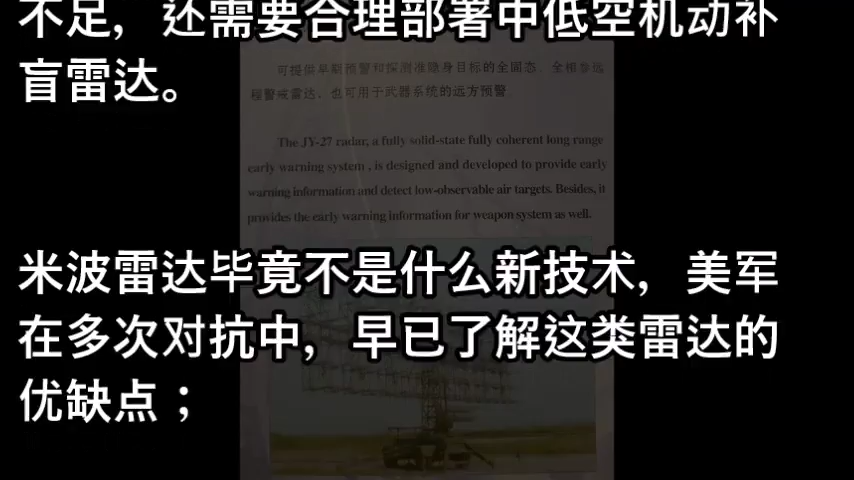 不足，还需要合理部署中低空机动补
盲雷达。
可提供早期预警和探测准隐身目标的全固态、全相参远
程警戒雷达、也可用于武器系统的远方预警
The JY-27 radar, a fully solid-state fully coherent long range
early warning system , is designed and developed to provide early
warning information and detect low-observable air targets. Besides, it
provides the early warning information for weapon system as well.
米波雷达毕竟不是什么新技术，美军
在多次对抗中，早已了解这类雷达的
优缺点；